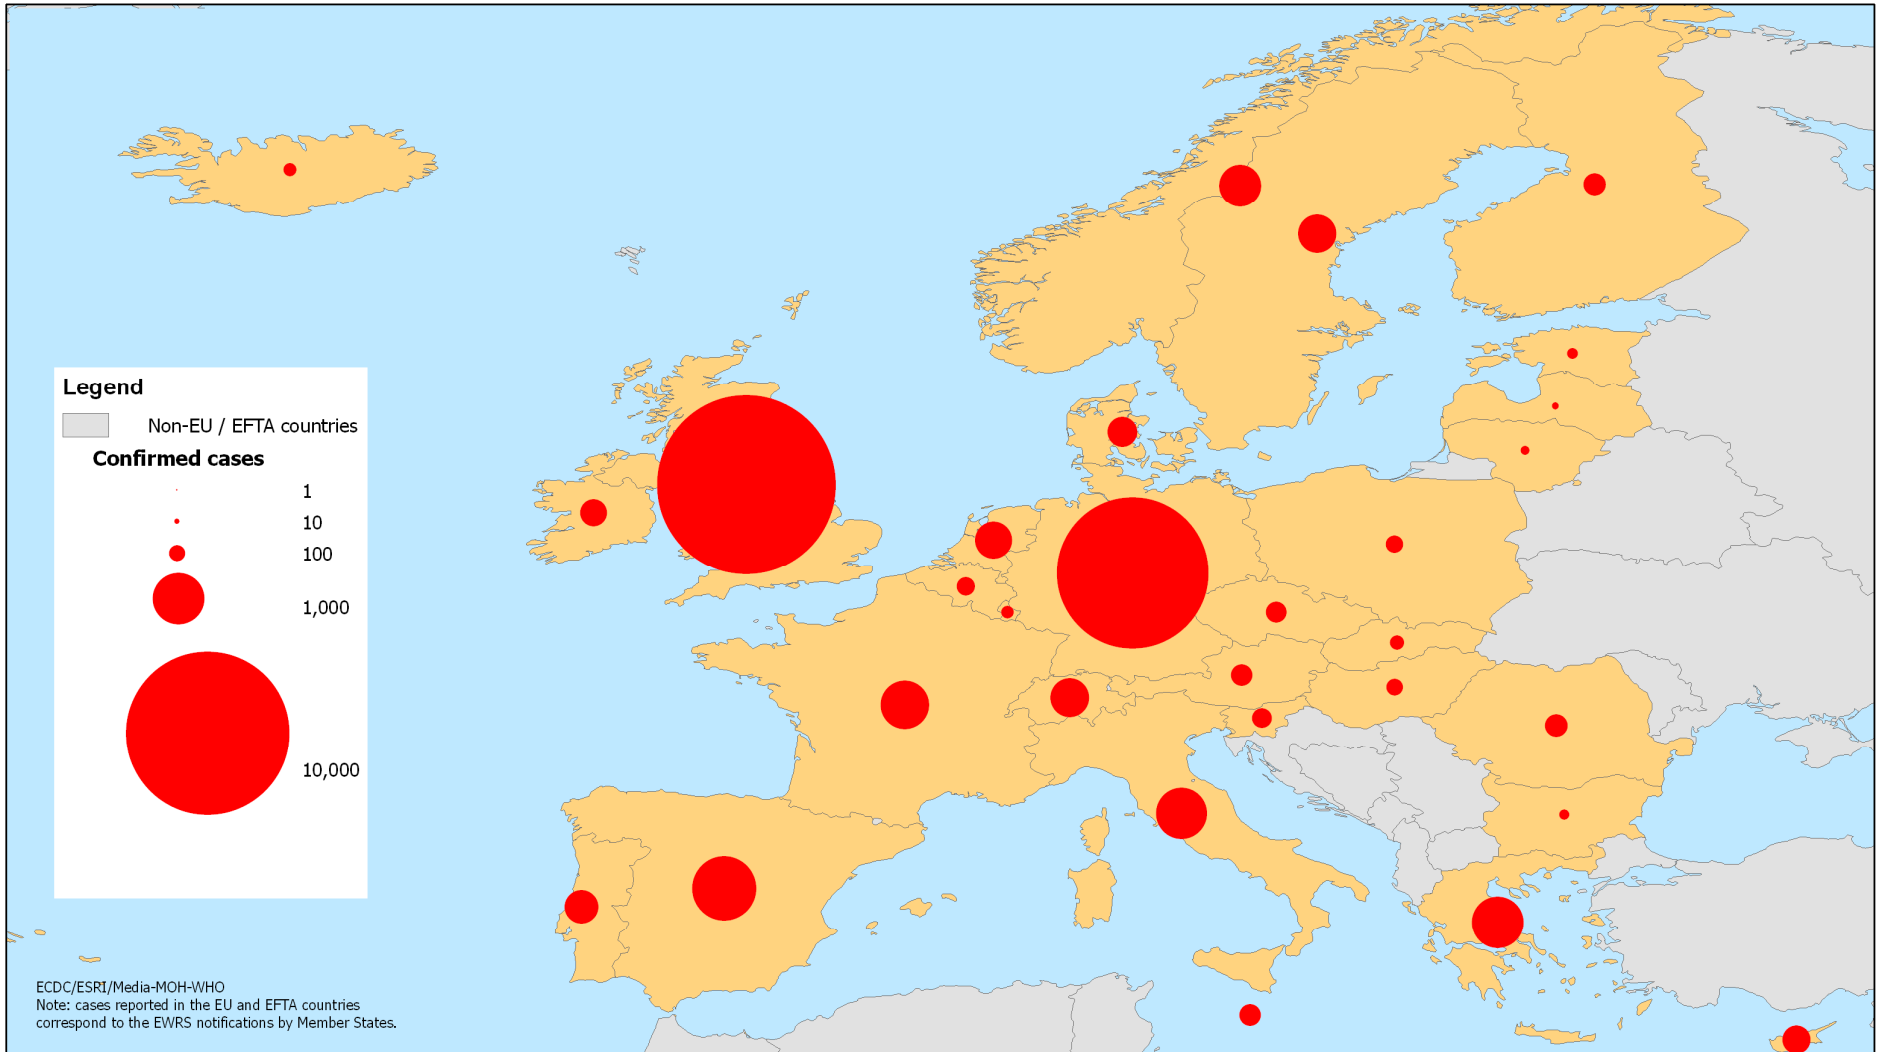 Legend
Non-EU / EFTA countries
Confirmed cases
1
10
100
1,000
10,000
ECDC/ESRI/Media-MOH-WHO
Note: cases reported in the EU and EFTA countries
correspond to the EWRS notifications by Member States.